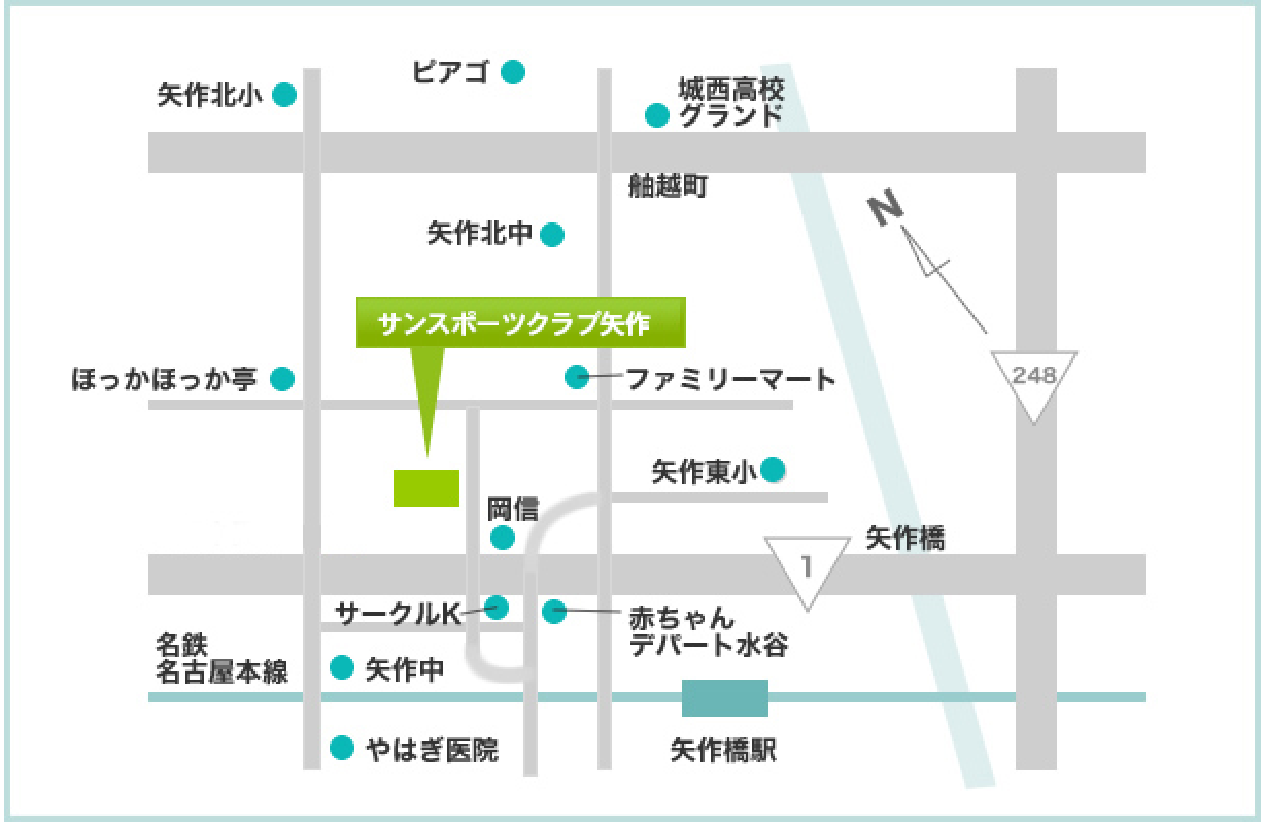 ピアゴ
矢作北小
城西高校
グランド
舳越町
N
矢作北中
サンスポーツクラブ矢作
ほっかほっか亭
ファミリーマート
248
矢作東小
岡信
矢作橋
1
サークルK
赤ちゃん
デパート水谷
名鉄
名古屋本線
矢作中
やはぎ医院
矢作橋駅